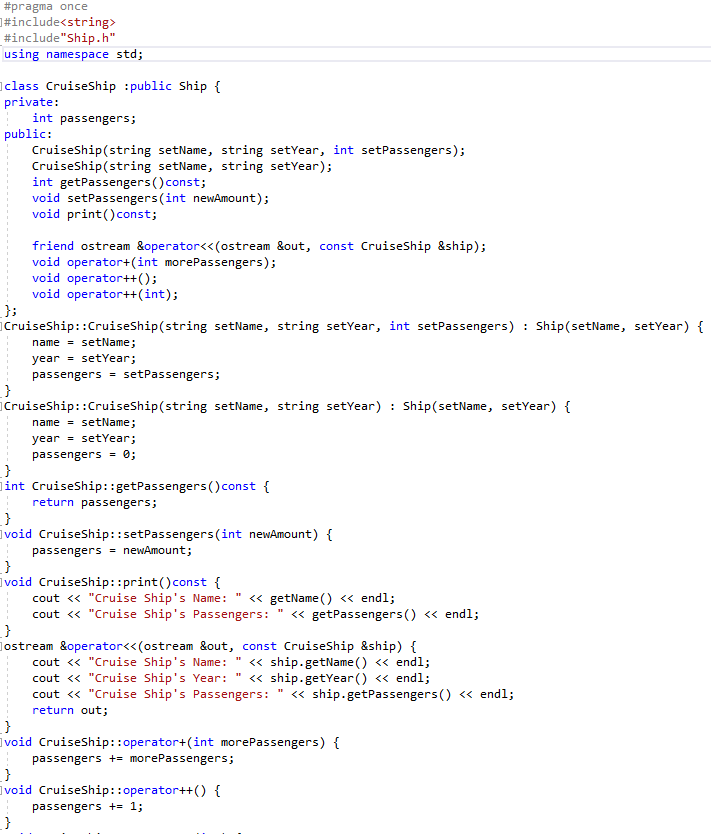 #pragma once
#include<string>
#include"Ship.h"
using namespace std;
class CruiseShip :public Ship {
private:
int passengers;
public:
CruiseShip(string setName, string setYear, int setPassengers);
CruiseShip(string setName, string setYear);
int getPassengers()const;
void setPassengers(int newAmount);
void print()const;
friend ostream &operator<<(ostream &out, const CruiseShip &ship);
void operator+(int morePassengers);
void operator++();
void operator++(int);
};
CruiseShip::CruiseShip(string setName, string setYear, int setPassengers) : Ship(setName, setYear) {
name = setName;
year = setYear;
passengers = setPassengers;
}
CruiseShip::CruiseShip(string setName, string setYear) : Ship(setName, setYear) {
name = setName;
year = setYear;
passengers = 0;
}
int CruiseShip::getPassengers()const {
return passengers;
}
void CruiseShip::setPassengers(int newAmount) {
passengers = newAmount;
}
void CruiseShip::print()const {
cout << "Cruise Ship's Name: " << getName() << endl;
cout << "Cruise Ship's Passengers: " << getPassengers() << endl;
}
ostream &operator<<(ostream &out, const CruiseShip &ship) {
cout << "Cruise Ship's Name: " << ship.getName() << endl;
cout << "Cruise Ship's Year: " << ship.getYear() << endl;
cout << "Cruise Ship's Passengers: " << ship.getPassengers() << endl;
return out;
}
void CruiseShip::operator+(int morePassengers) {
passengers += morePassengers;
}
void CruiseShip::operator++() {
passengers += 1;
}